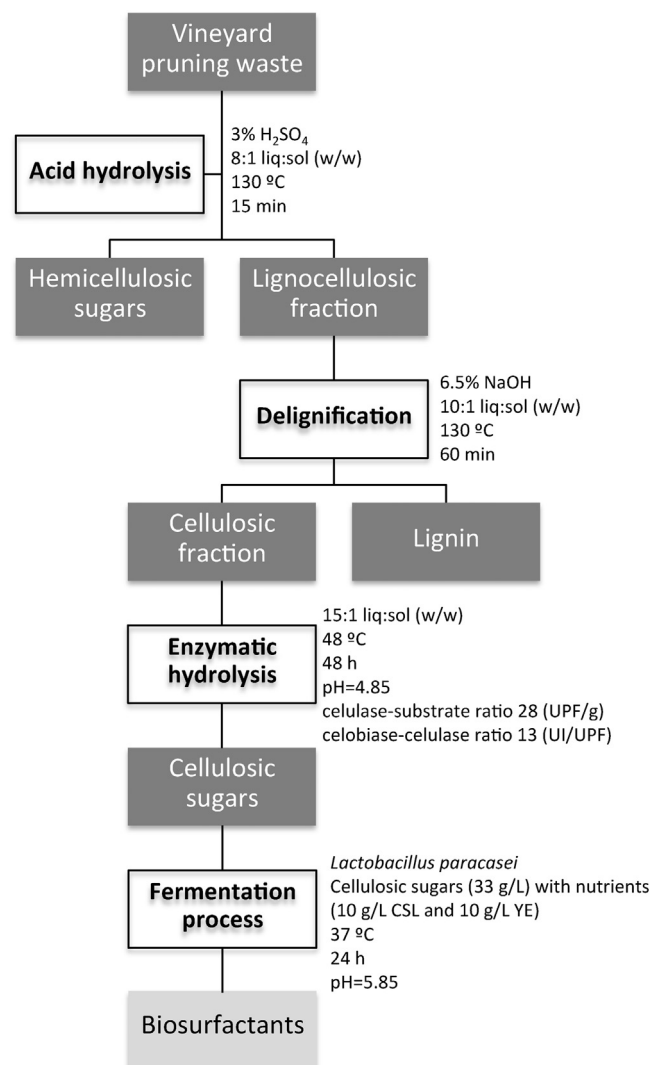 Vineyard
pruning waste
3% H₂SO₄
8:1 liq:sol (w/w)
130 ºC
15 min
Acid hydrolysis
Hemicellulosic
sugars
Lignocellulosic
fraction
6.5% NaOH
10:1 liq:sol (w/w)
130 ºC
60 min
Delignification
Cellulosic
fraction
Lignin
15:1 liq:sol (w/w)
48 ºC
48 h
pH=4.85
celulase-substrate ratio 28 (UPF/g)
celobiase-celulase ratio 13 (UI/UPF)
Enzymatic
hydrolysis
Cellulosic
sugars
Lactobacillus paracasei
Cellulosic sugars (33 g/L) with nutrients
(10 g/L CSL and 10 g/L YE)
37 ºC
24 h
pH=5.85
Fermentation
process
Biosurfactants